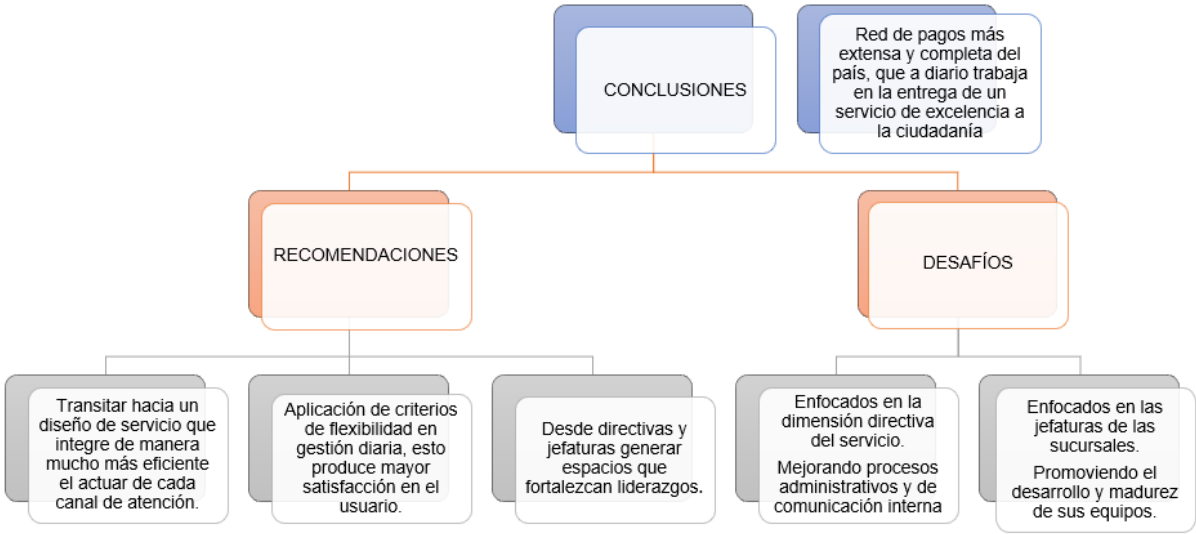 CONCLUSIONES
Red de pagos más
extensa y completa del
país, que a diario trabaja
en la entrega de un
servicio de excelencia a
la ciudadanía
RECOMENDACIONES
DESAFÍOS
Transitar hacia un
diseño de servicio que
integre de manera
mucho más eficiente
el actuar de cada
canal de atención.
Aplicación de criterios
de flexibilidad en
gestión diaria, esto
produce mayor
satisfacción en el
usuario.
Desde directivas y
jefaturas generar
espacios que
fortalezcan liderazgos.
Enfocados en la
dimensión directiva
del servicio.
Mejorando procesos
administrativos y de
comunicación interna
Enfocados en las
jefaturas de las
sucursales.
Promoviendo el
desarrollo y madurez
de sus equipos.